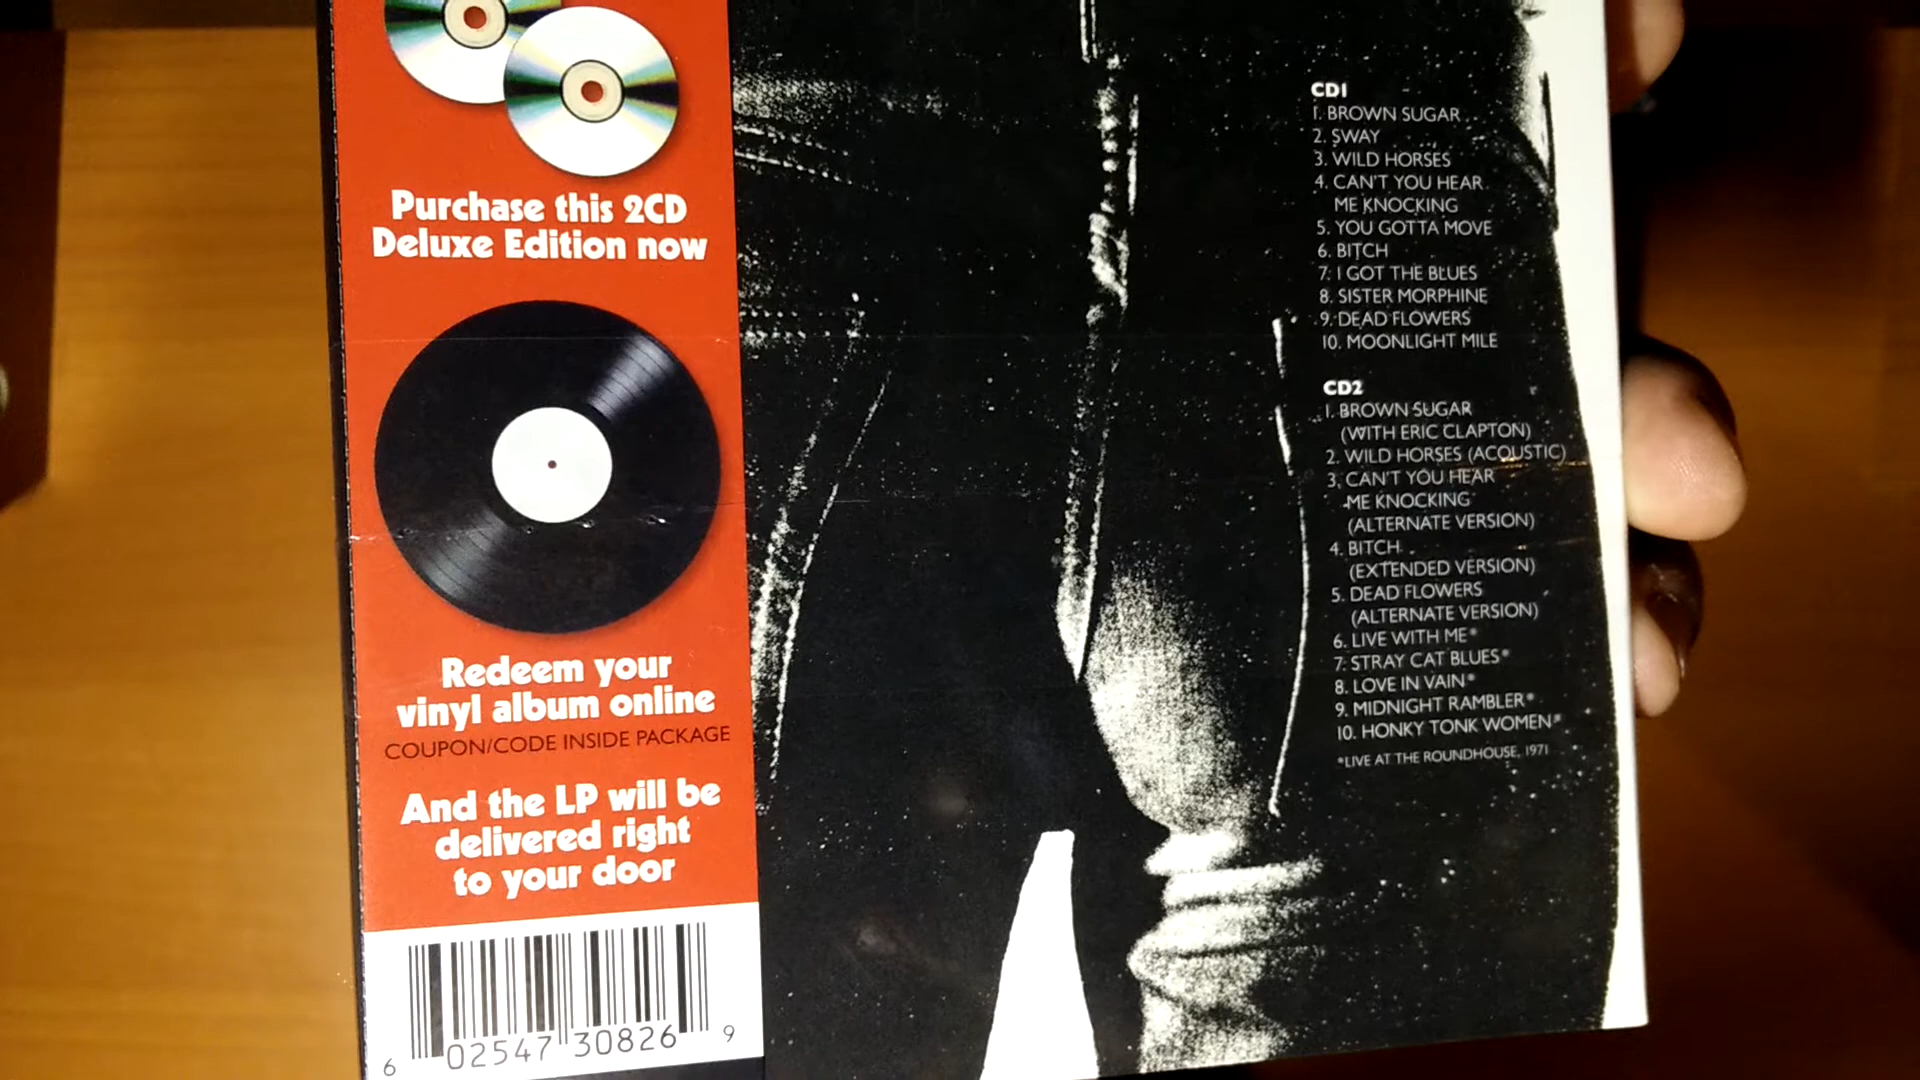 Purchase this 2CD
Deluxe Edition now
Redeem your
vinyl album online
COUPON/CODE INSIDE PACKAGE
And the LP will be
delivered right
to your door
6 02547 30826 9
CD1
1. BROWN SUGAR
2. SWAY
3. WILD HORSES
4. CAN'T YOU HEAR
ME KNOCKING
5. YOU GOTTA MOVE
6. BITCH
7. I GOT THE BLUES
8. SISTER MORPHINE
9. DEAD FLOWERS
10. MOONLIGHT MILE
CD2
1. BROWN SUGAR
(WITH ERIC CLAPTON)
2. WILD HORSES (ACOUSTIC)
3. CAN'T YOU HEAR
ME KNOCKING
(ALTERNATE VERSION)
4. BITCH
(EXTENDED VERSION)
5. DEAD FLOWERS
(ALTERNATE VERSION)
6. LIVE WITH ME*
7. STRAY CAT BLUES*
8. LOVE IN VAIN*
9. MIDNIGHT RAMBLER*
10. HONKY TONK WOMEN*
*LIVE AT THE ROUNDHOUSE, 1971